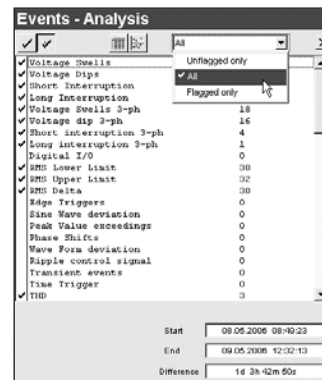 Events - Analysis
All
Unflagged only
All
Flagged only
Voltage Swells
Voltage Dips
Short Interruption
Long Interruption
Voltage Swells 3-ph 18
Voltage dip 3-ph 16
Short interruption 3-ph 4
Long interruption 3-ph 1
Digital I/O 0
RMS Lower Limit 30
RMS Upper Limit 32
RMS Delta 30
Edge Triggers 0
Sine Wave deviation 0
Peak Value exceedings 0
Phase Shifts 0
Wave Form deviation 0
Ripple control signal 0
Transient events 0
Time Trigger 0
THD 3
Start 08.05.2006 08:49:23
End 09.05.2006 12:32:13
Difference 1d 3h 42m 50s